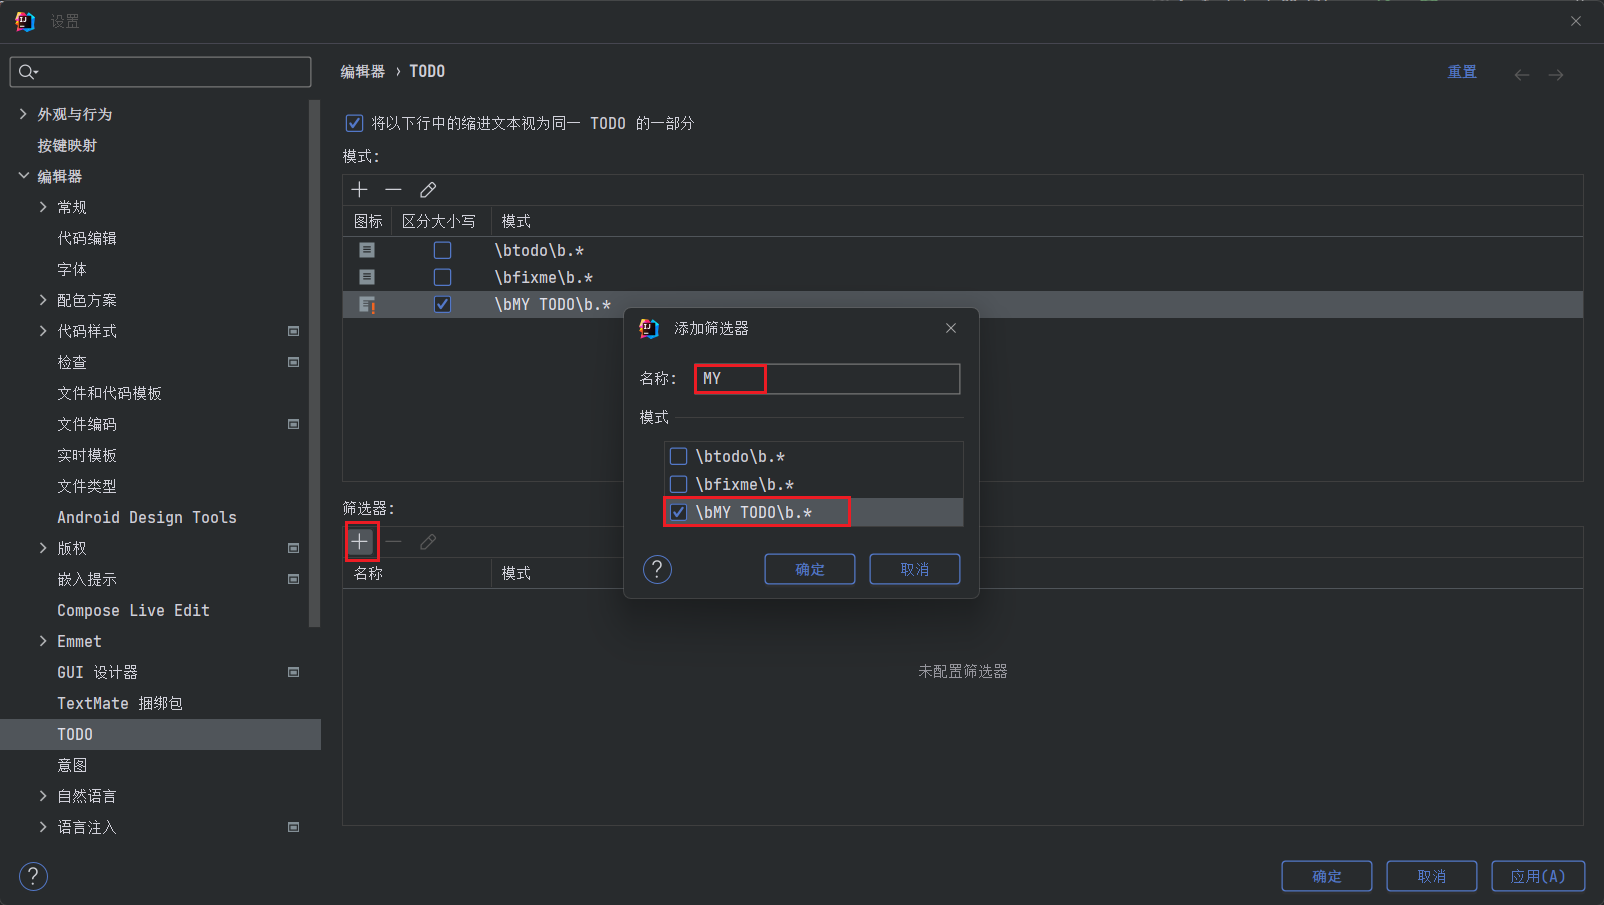 设置
编辑器 › TODO
重置
外观与行为
按键映射
编辑器
常规
代码编辑
字体
配色方案
代码样式
检查
文件和代码模板
文件编码
实时模板
文件类型
Android Design Tools
版权
嵌入提示
Compose Live Edit
Emmet
GUI 设计器
TextMate 捆绑包
TODO
意图
自然语言
语言注入
将以下行中的缩进文本视为同一 TODO 的一部分
模式:
图标 区分大小写 模式
\btodo\b.*
\bfixme\b.*
\bMY TODO\b.*
筛选器:
名称 模式
未配置筛选器
添加筛选器
名称: MY
模式
\btodo\b.*
\bfixme\b.*
\bMY TODO\b.*
? 确定 取消
? 确定 取消 应用(A)